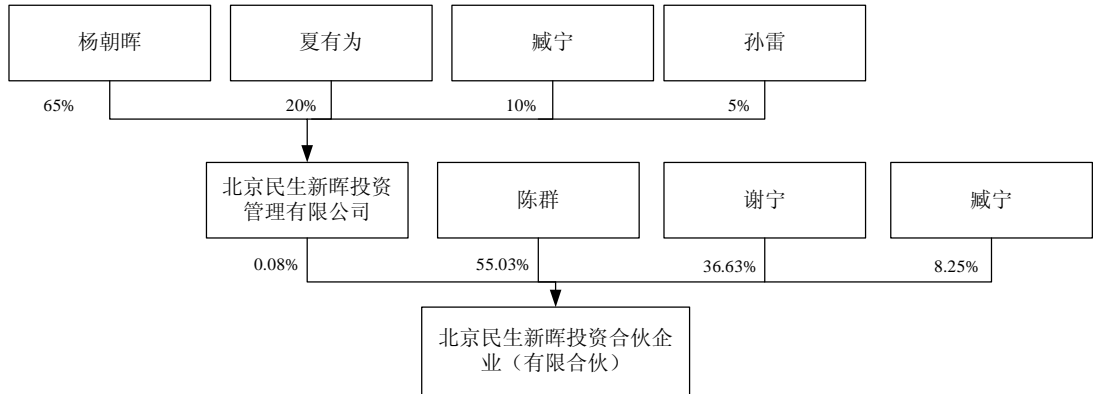 杨朝晖
夏有为
臧宁
孙雷
65%
20%
10%
5%
北京民生新晖投资
管理有限公司
陈群
谢宁
臧宁
0.08%
55.03%
36.63%
8.25%
北京民生新晖投资合伙企
业（有限合伙）